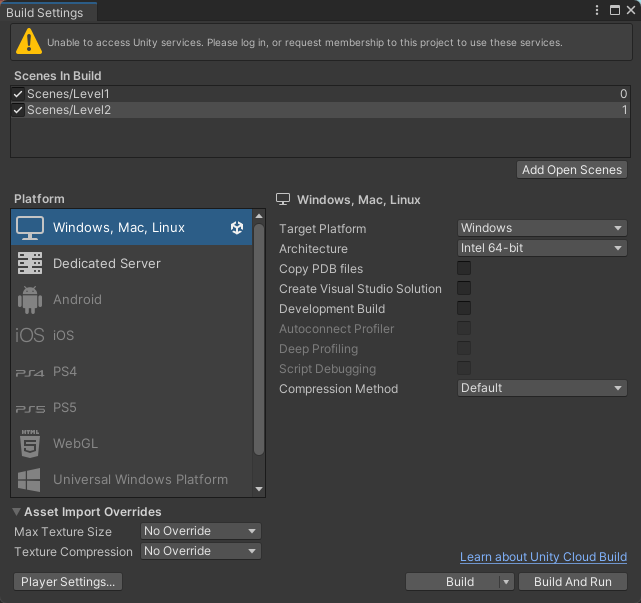 Build Settings
Unable to access Unity services. Please log in, or request membership to this project to use these services.
Scenes In Build
Scenes/Level1 0
Scenes/Level2 1
Add Open Scenes
Platform
Windows, Mac, Linux
Dedicated Server
Android
iOS iOS
PS4 PS4
PS5 PS5
HTML 5 WebGL
Universal Windows Platform
Windows, Mac, Linux
Target Platform Windows
Architecture Intel 64-bit
Copy PDB files
Create Visual Studio Solution
Development Build
Autoconnect Profiler
Deep Profiling
Script Debugging
Compression Method Default
Asset Import Overrides
Max Texture Size No Override
Texture Compression No Override
Learn about Unity Cloud Build
Player Settings... Build Build And Run